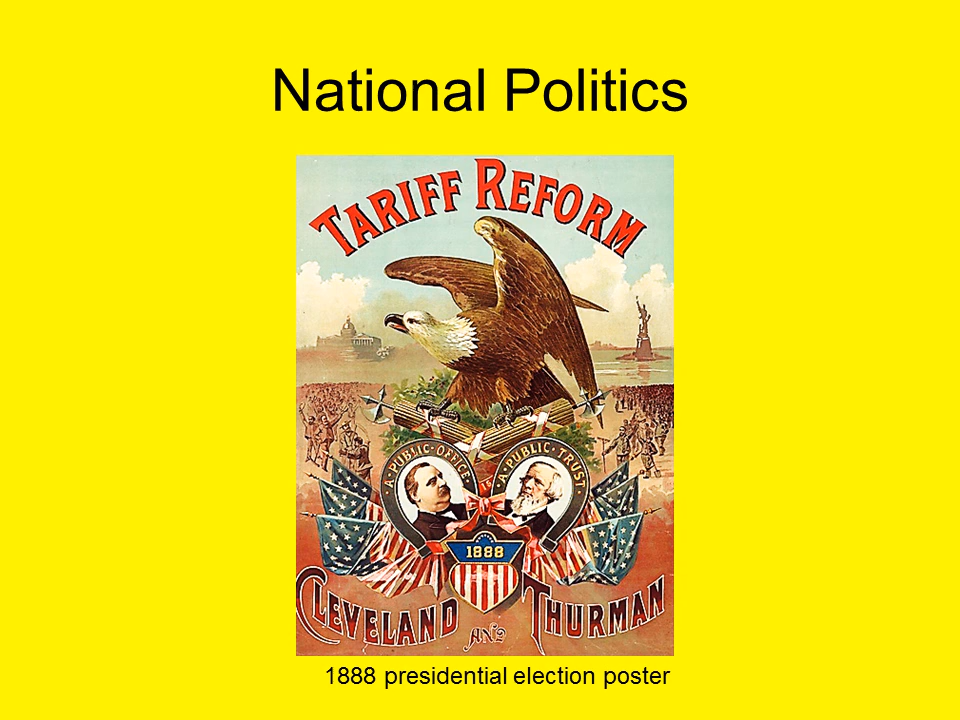 National Politics
TARIFF REFORM
·A·PUBLIC·OFFICE
IS
·A·PUBLIC·TRUST·
1888
CLEVELAND
AND
THURMAN
1888 presidential election poster